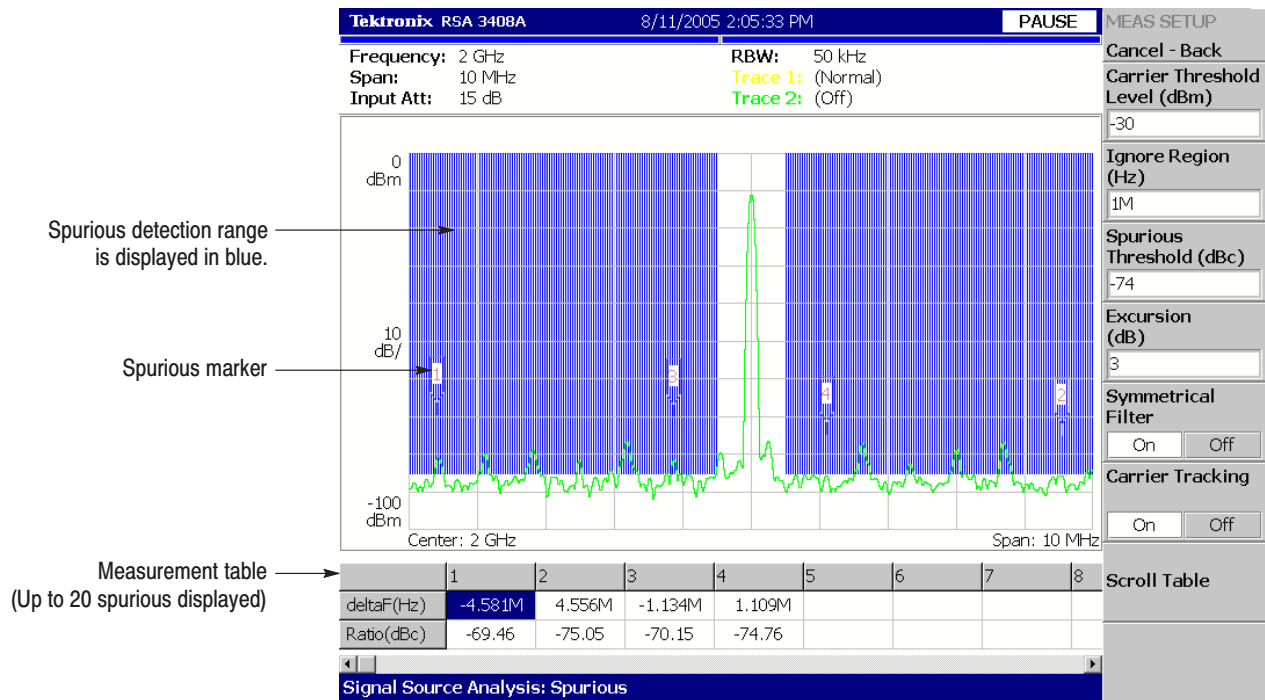 Tektronix RSA 3408A 8/11/2005 2:05:33 PM PAUSE
Frequency: 2 GHz RBW: 50 kHz
Span: 10 MHz Trace 1: (Normal)
Input Att: 15 dB Trace 2: (Off)
0
dBm
10
dB/
-100
dBm
1
3
4
2
Center: 2 GHz Span: 10 MHz
Spurious detection range
is displayed in blue.
Spurious marker
Measurement table
(Up to 20 spurious displayed)
1 2 3 4 5 6 7 8
deltaF(Hz) -4.581M 4.556M -1.134M 1.109M
Ratio(dBc) -69.46 -75.05 -70.15 -74.76
Signal Source Analysis: Spurious
MEAS SETUP
Cancel - Back
Carrier Threshold
Level (dBm)
-30
Ignore Region
(Hz)
1M
Spurious
Threshold (dBc)
-74
Excursion
(dB)
3
Symmetrical
Filter
On Off
Carrier Tracking
On Off
Scroll Table